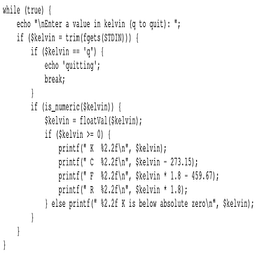 while (true) {
    echo "\nEnter a value in kelvin (q to quit): ";
    if ($kelvin = trim(fgets(STDIN))) {
        if ($kelvin == 'q') {
            echo 'quitting';
            break;
        }
        if (is_numeric($kelvin)) {
            $kelvin = floatVal($kelvin);
            if ($kelvin >= 0) {
                printf(" K  %2.2f\n", $kelvin);
                printf(" C  %2.2f\n", $kelvin - 273.15);
                printf(" F  %2.2f\n", $kelvin * 1.8 - 459.67);
                printf(" R  %2.2f\n", $kelvin * 1.8);
            } else printf(" %2.2f K is below absolute zero\n", $kelvin);
        }
    }
}